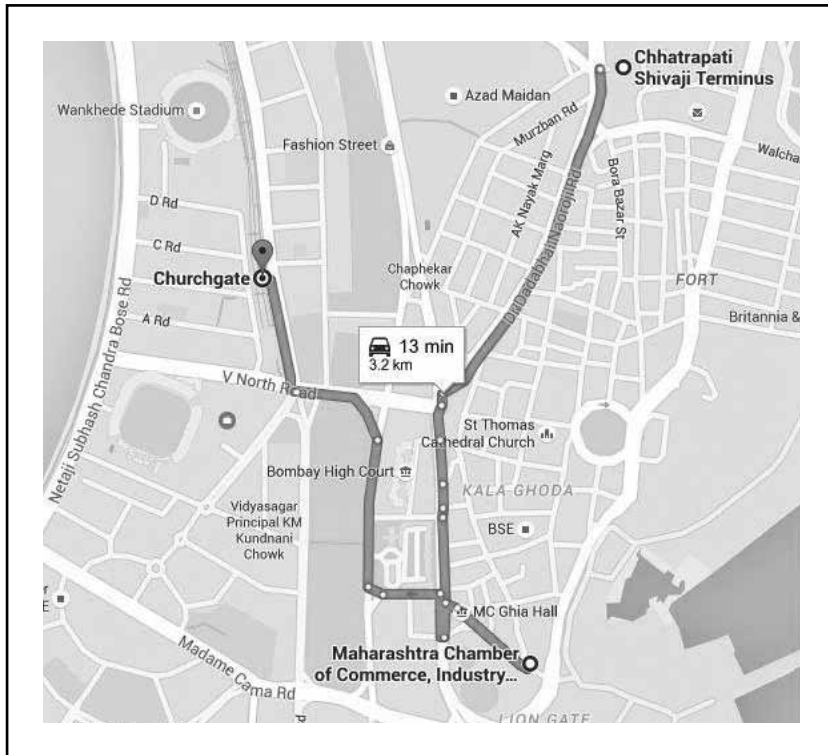 Chhatrapati
Shivaji Terminus
Azad Maidan
Wankhede Stadium
Murzban Rd
Fashion Street
Walcha
AK Nayak Marg
Bora Bazar St
Dr Dadabhai Naoroji Rd
D Rd
C Rd
Churchgate
Chaphekar
Chowk
FORT
A Rd
Britannia &
Netaji Subhash Chandra Bose Rd
13 min
3.2 km
V North Road
St Thomas
Cathedral Church
Bombay High Court
KALA GHODA
Vidyasagar
Principal KM
Kundnani
Chowk
BSE
MC Ghia Hall
Maharashtra Chamber
of Commerce, Industry...
Madame Cama Rd
LION GATE